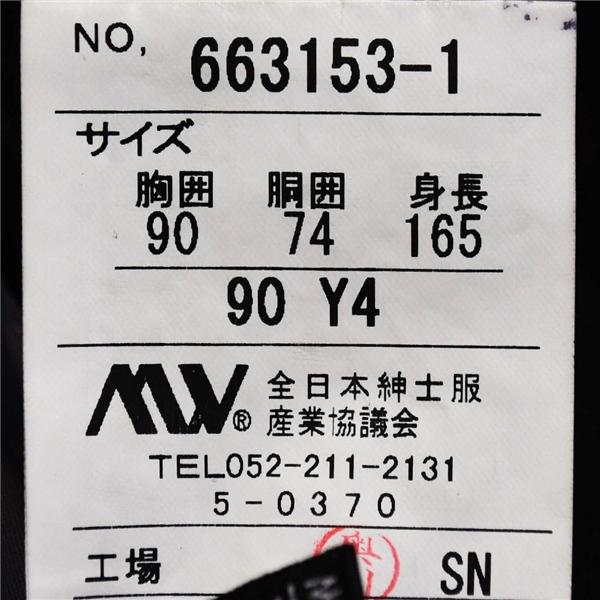 NO, 663153-1
サイズ
胸囲 胴囲 身長
90 74 165
90 Y4
MW® 全日本紳士服
産業協議会
TEL052-211-2131
5-0370
工場 SN